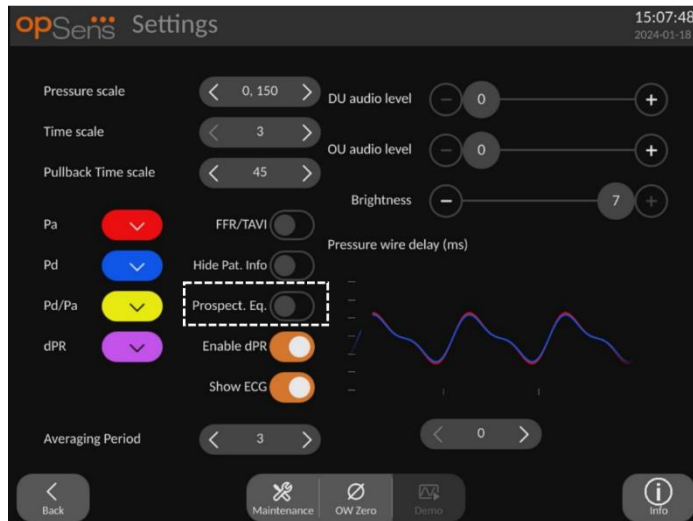 opSens Settings
15:07:48
2024-01-18
Pressure scale 0, 150
Time scale 3
Pullback Time scale 45
DU audio level 0
OU audio level 0
Brightness 7
Pa
Pd
Pd/Pa
dPR
FFR/TAVI
Hide Pat. Info
Prospect. Eq.
Enable dPR
Show ECG
Pressure wire delay (ms)
Averaging Period 3
0
Back
Maintenance
OW Zero
Demo
Info